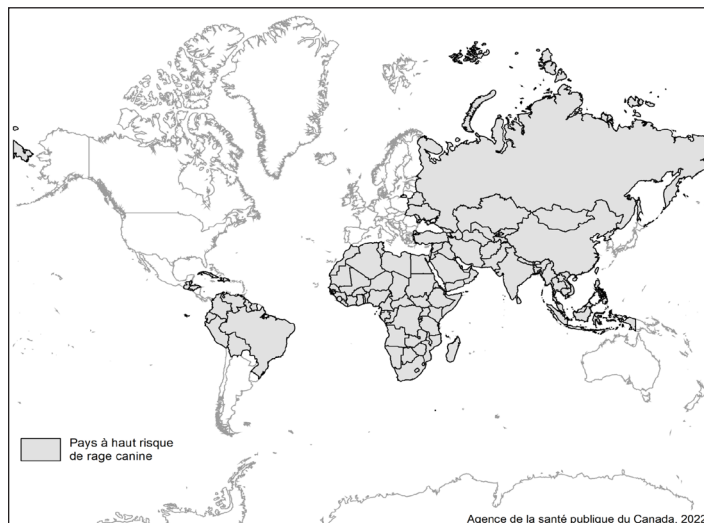 Pays à haut risque
de rage canine
Agence de la santé publique du Canada, 2022